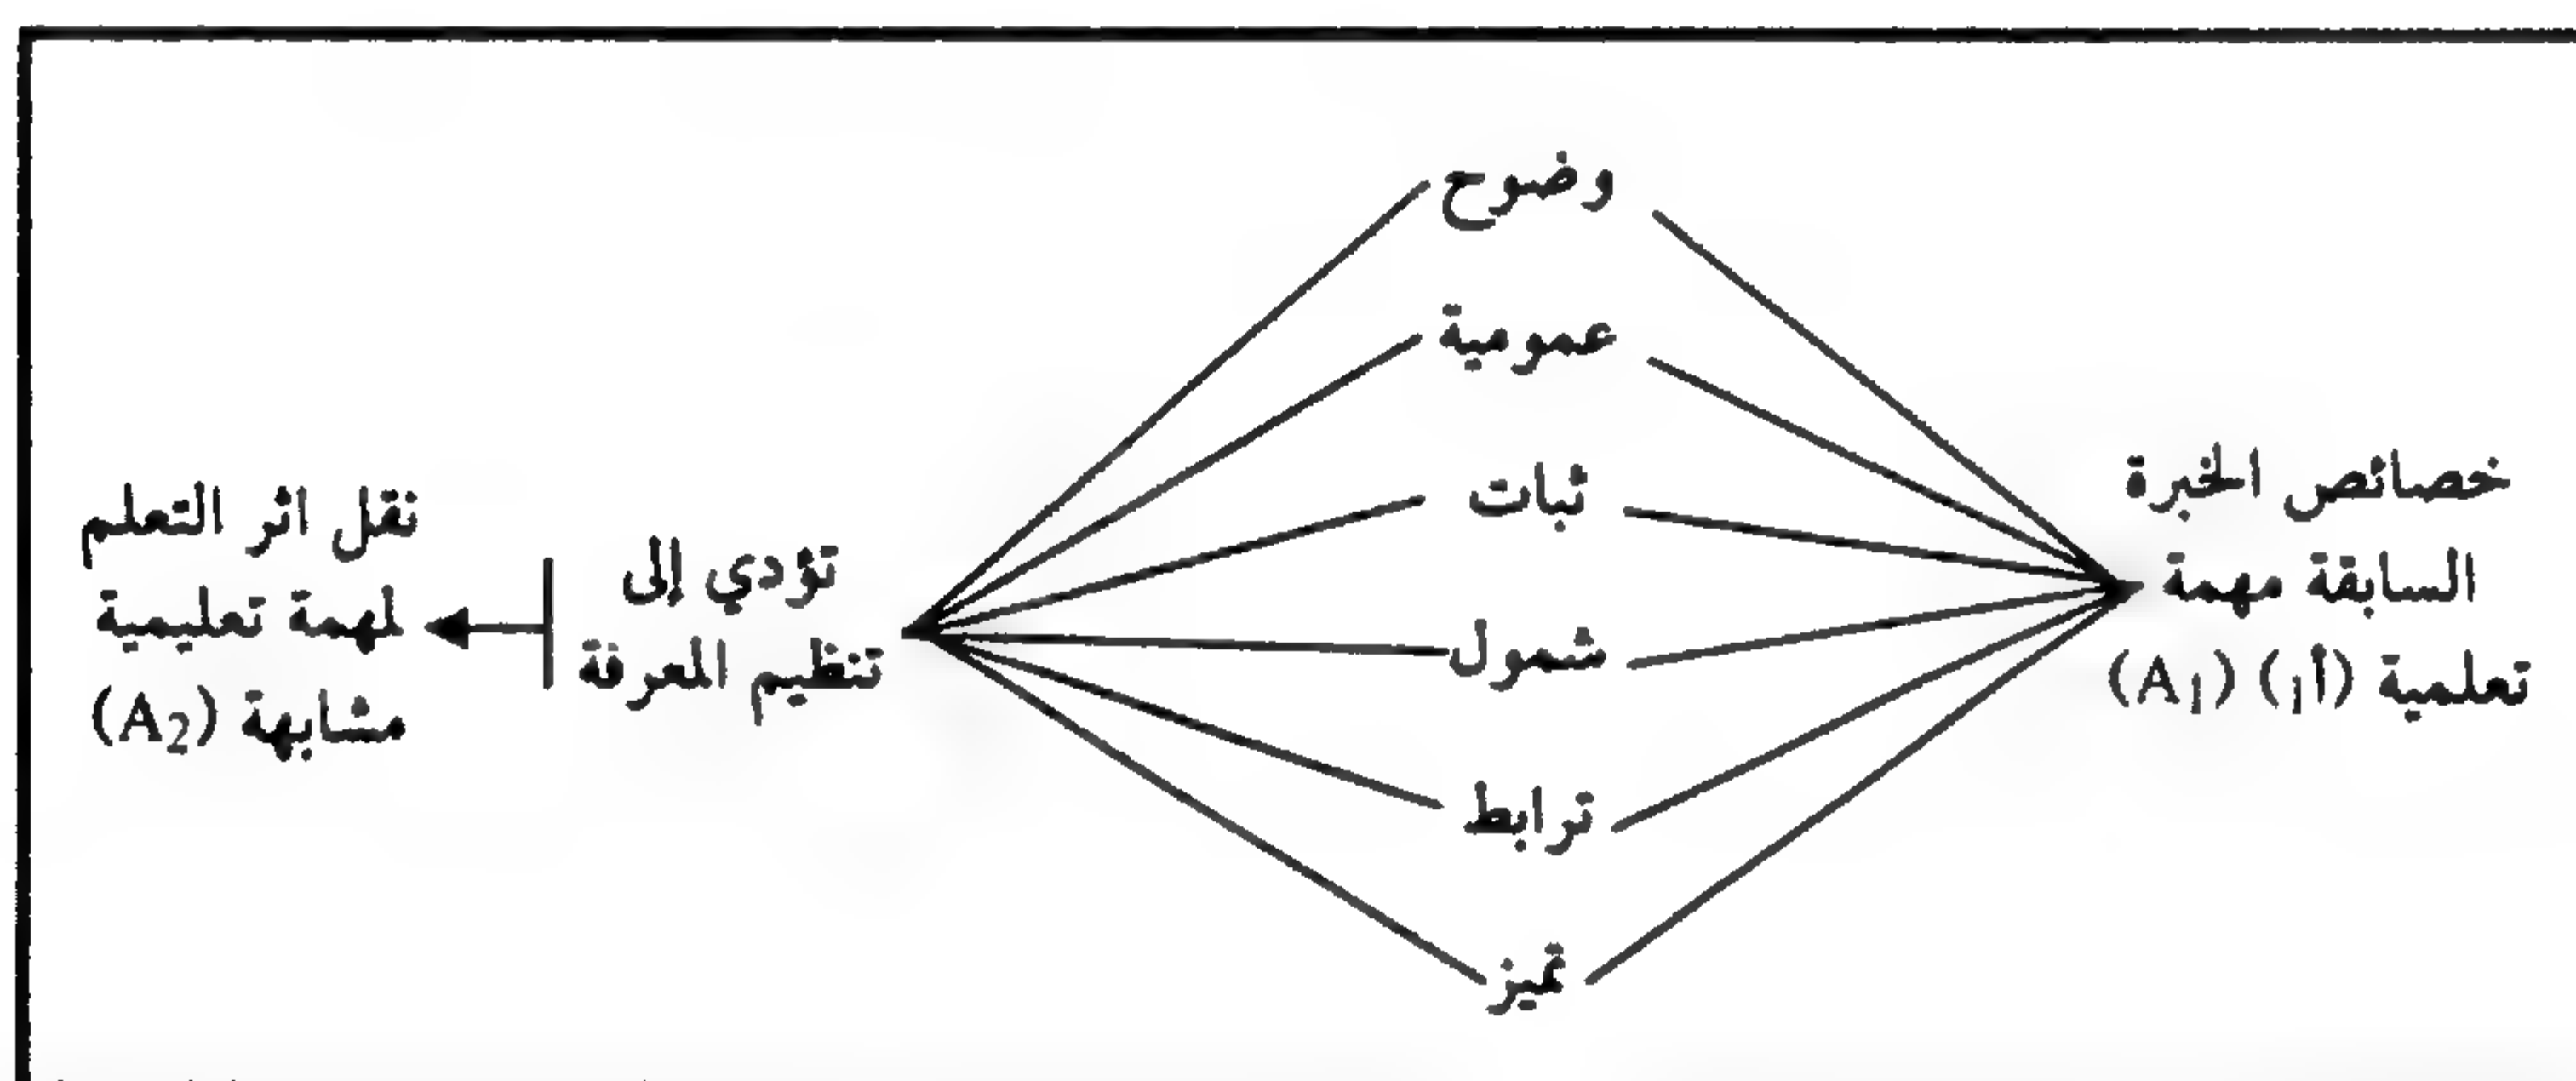 خصائص الخبرة
السابقة مهمة
تعلمية (أ1) (A1)
وضوح
عمومية
ثبات
شمول
ترابط
تميز
تؤدي إلى
تنظيم المعرفة
نقل اثر التعلم
لمهمة تعليمية
مشابهة (A2)